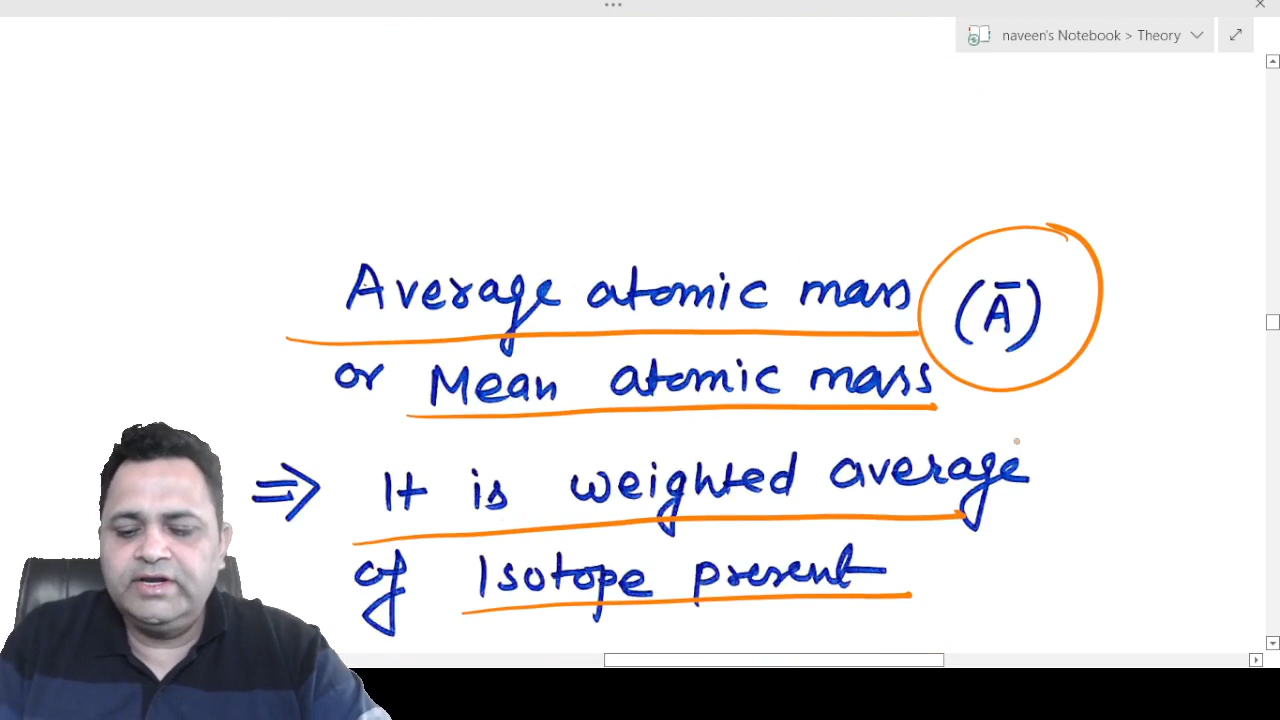 naveen's Notebook > Theory
Average atomic mass (Ā)
or Mean atomic mass
⇒ It is weighted average
of Isotope present